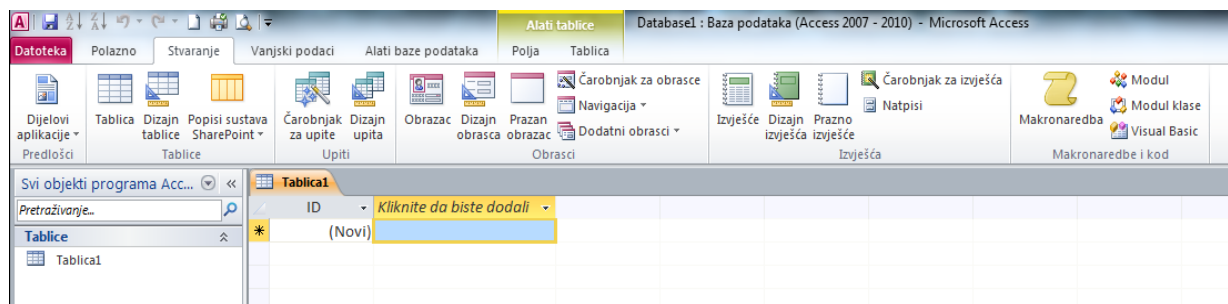 Alati tablice
Database1 : Baza podataka (Access 2007 - 2010) - Microsoft Access
Datoteka Polazno Stvaranje Vanjski podaci Alati baze podataka Polja Tablica
Dijelovi aplikacije
Tablica
Dizajn tablice
Popisi sustava SharePoint
Čarobnjak za upite
Dizajn upita
Obrazac
Dizajn obrasca
Prazan obrazac
Čarobnjak za obrasce
Navigacija
Dodatni obrasci
Izvješće
Dizajn izvješća
Prazno izvješće
Čarobnjak za izvješća
Natpisi
Makronaredba
Modul
Modul klase
Visual Basic
Predlošci Tablice Upiti Obrasci Izvješća Makronaredbe i kod
Svi objekti programa Acc...
Pretraživanje...
Tablice
Tablica1
Tablica1
ID Kliknite da biste dodali
(Novi)